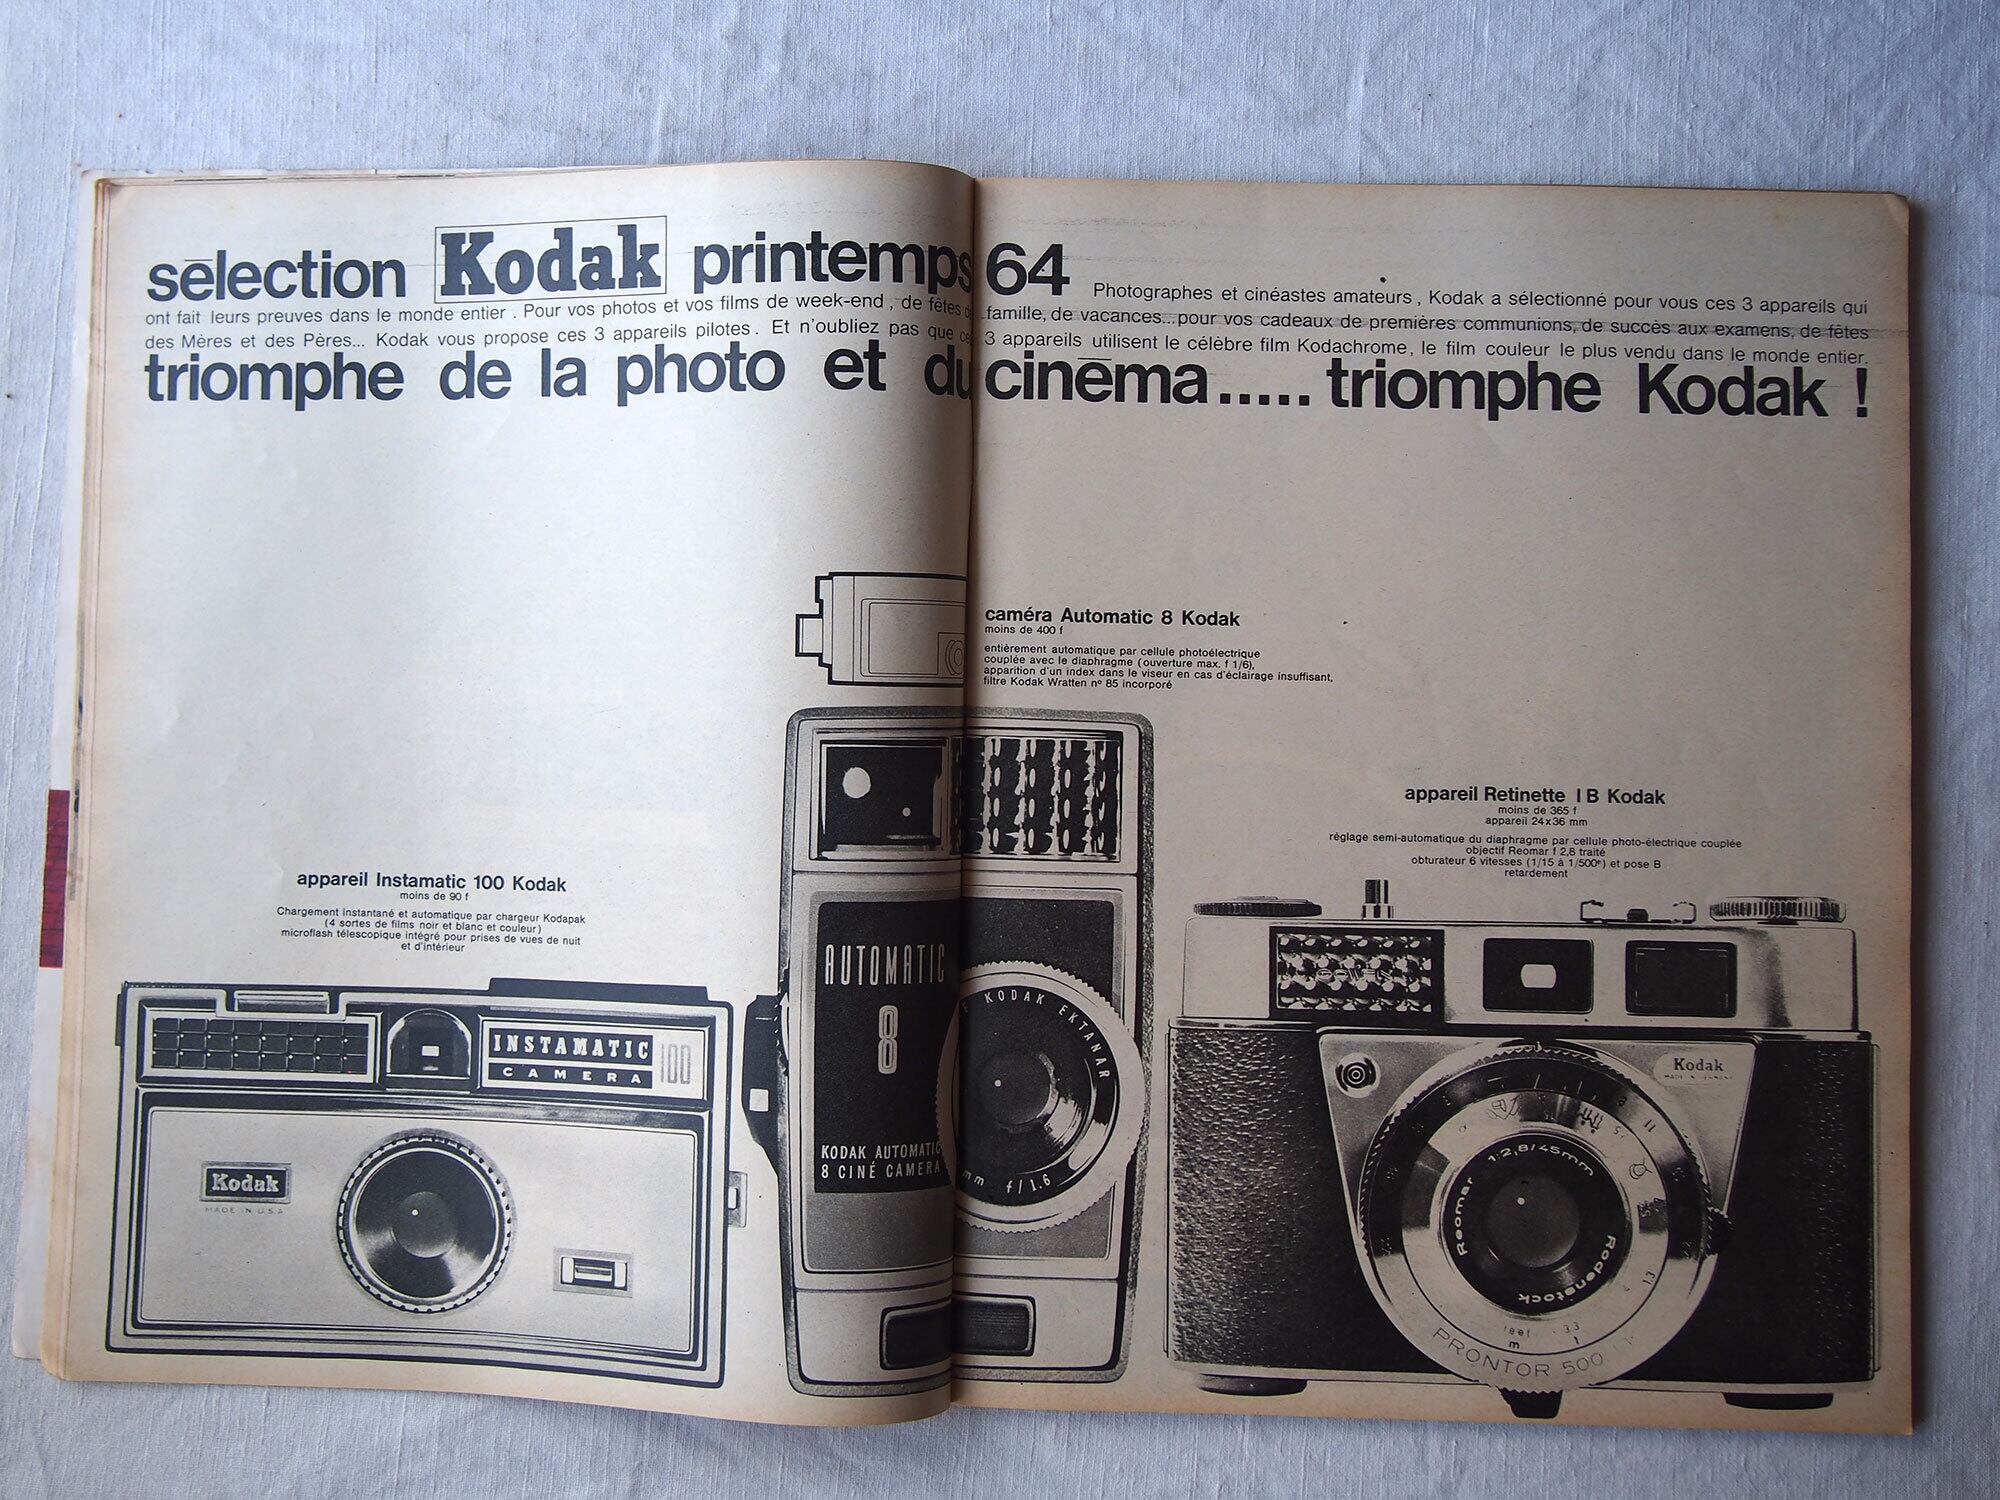 sēlection Kodak printemps 64 Photographes et cinéastes amateurs, Kodak a sélectionné pour vous ces 3 appareils qui
ont fait leurs preuves dans le monde entier. Pour vos photos et vos films de week-end, de fêtes famille, de vacances...pour vos cadeaux de premières communions, de succès aux examens, de fêtes
des Mères et des Pères... Kodak vous propose ces 3 appareils pilotes. Et n'oubliez pas que 3 appareils utilisent le célèbre film Kodachrome, le film couleur le plus vendu dans le monde entier.
triomphe de la photo et du cinēma..... triomphe Kodak !
caméra Automatic 8 Kodak
moins de 400 f
entièrement automatique par cellule photoélectrique
couplée avec le diaphragme (ouverture max. f 1/6),
apparition d'un index dans le viseur en cas d'éclairage insuffisant,
filtre Kodak Wratten nº 85 incorporé
appareil Retinette I B Kodak
moins de 365 f
appareil 24x36 mm
réglage semi-automatique du diaphragme par cellule photo-électrique couplée
objectif Reomar f 2,8 traité
obturateur 6 vitesses (1/15 à 1/500e) et pose B
retardement
appareil Instamatic 100 Kodak
moins de 90 f
Chargement instantané et automatique par chargeur Kodapak
(4 sortes de films noir et blanc et couleur)
microflash télescopique intégré pour prises de vues de nuit
et d'intérieur
INSTAMATIC 100
CAMERA
Kodak
MADE IN U.S.A
AUTOMATIC
8
KODAK AUTOMATIC
8 CINÉ CAMERA
KODAK EKTANAR
mm f/1.6
GOSSEN
Kodak
MADE IN GERMANY
1:2,8/45mm
Reomar
Rodenstock
feet 3.3
m 1
PRONTOR 500